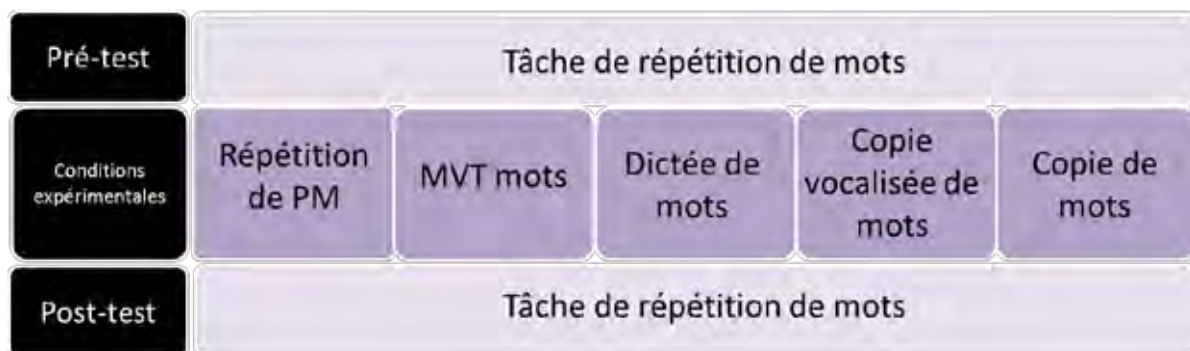 Pré-test
Tâche de répétition de mots
Conditions
expérimentales
Répétition
de PM
MVT mots
Dictée de
mots
Copie
vocalisée de
mots
Copie de
mots
Post-test
Tâche de répétition de mots